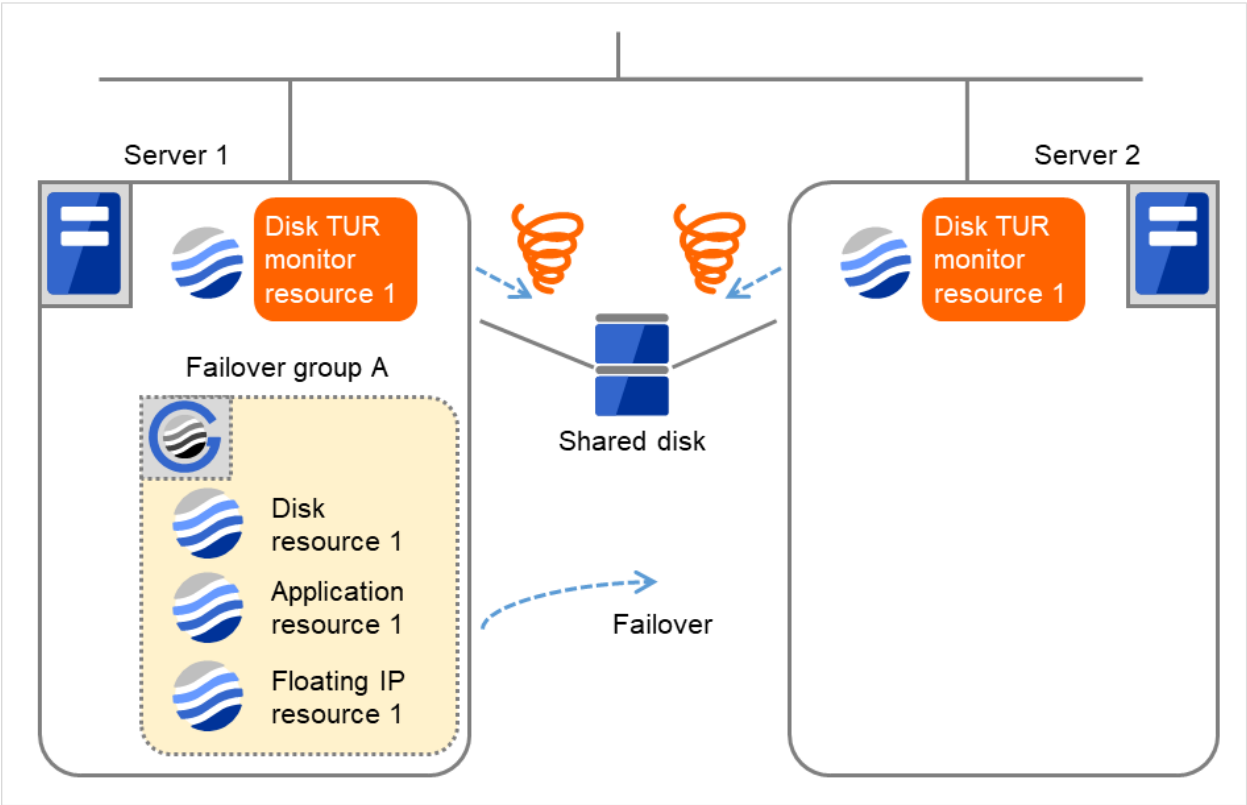 Server 1
Server 2
Disk TUR
monitor
resource 1
Disk TUR
monitor
resource 1
Failover group A
Shared disk
Disk
resource 1
Application
resource 1
Failover
Floating IP
resource 1